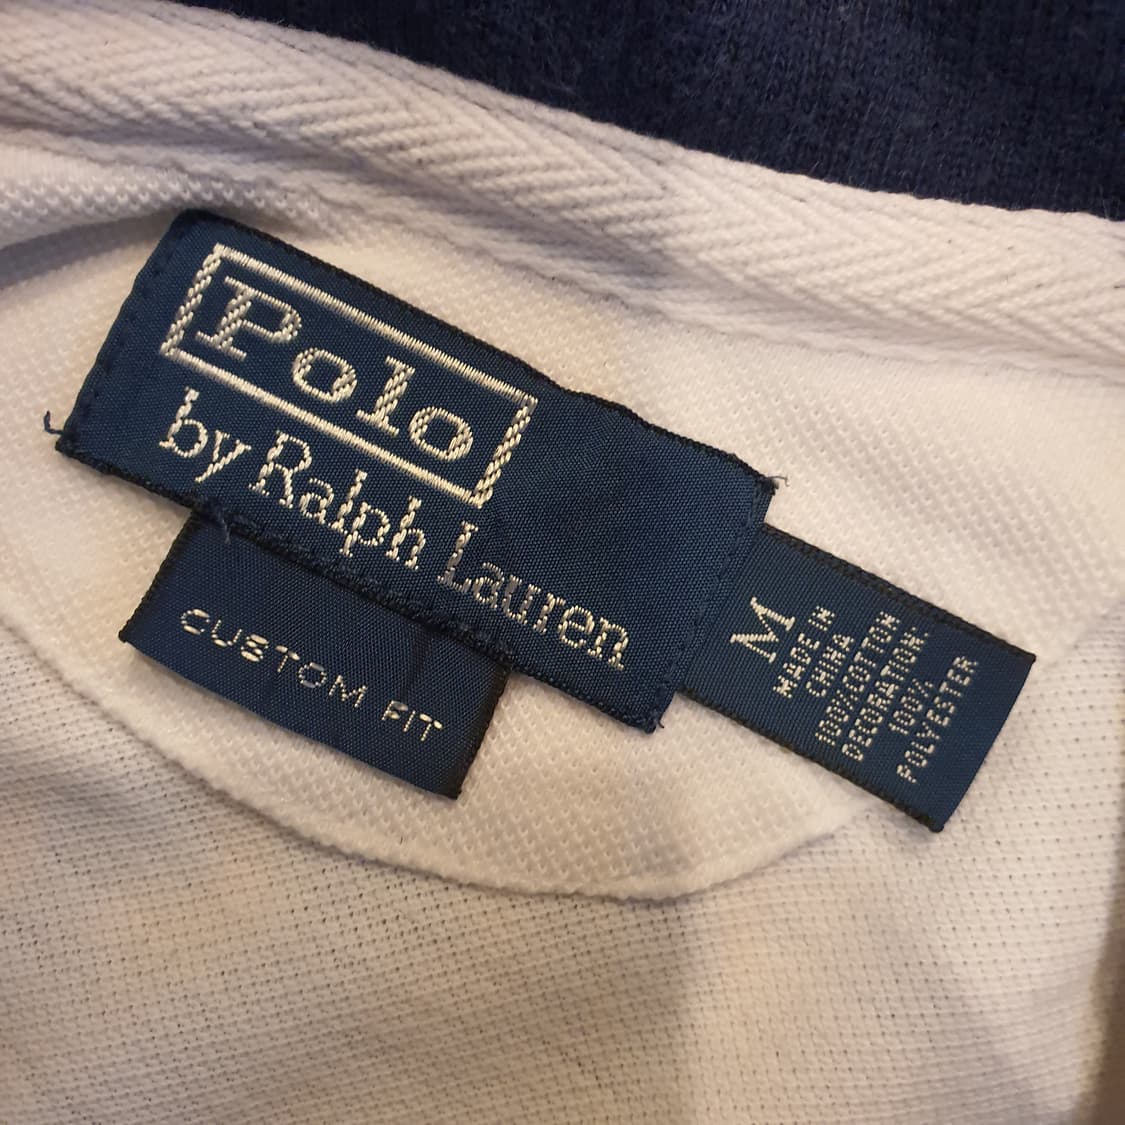 Polo
by Ralph Lauren
CUSTOM FIT
M
MADE IN
CHINA
100%COTTON
DECORATION:
100%
POLYESTER